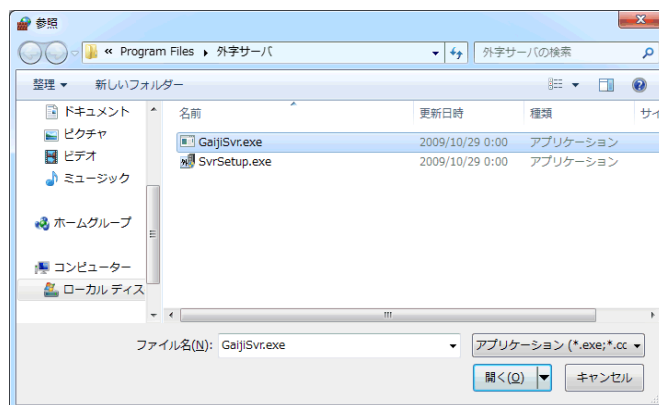 参照
« Program Files ▸ 外字サーバ
外字サーバの検索
整理 ▼ 新しいフォルダー
ドキュメント
ピクチャ
ビデオ
ミュージック
ホームグループ
コンピューター
ローカル ディス
名前 更新日時 種類 サイ
GaijiSvr.exe 2009/10/29 0:00 アプリケーション
SvrSetup.exe 2009/10/29 0:00 アプリケーション
ファイル名(N): GaijiSvr.exe
アプリケーション (*.exe;*.cc
開く(O) キャンセル